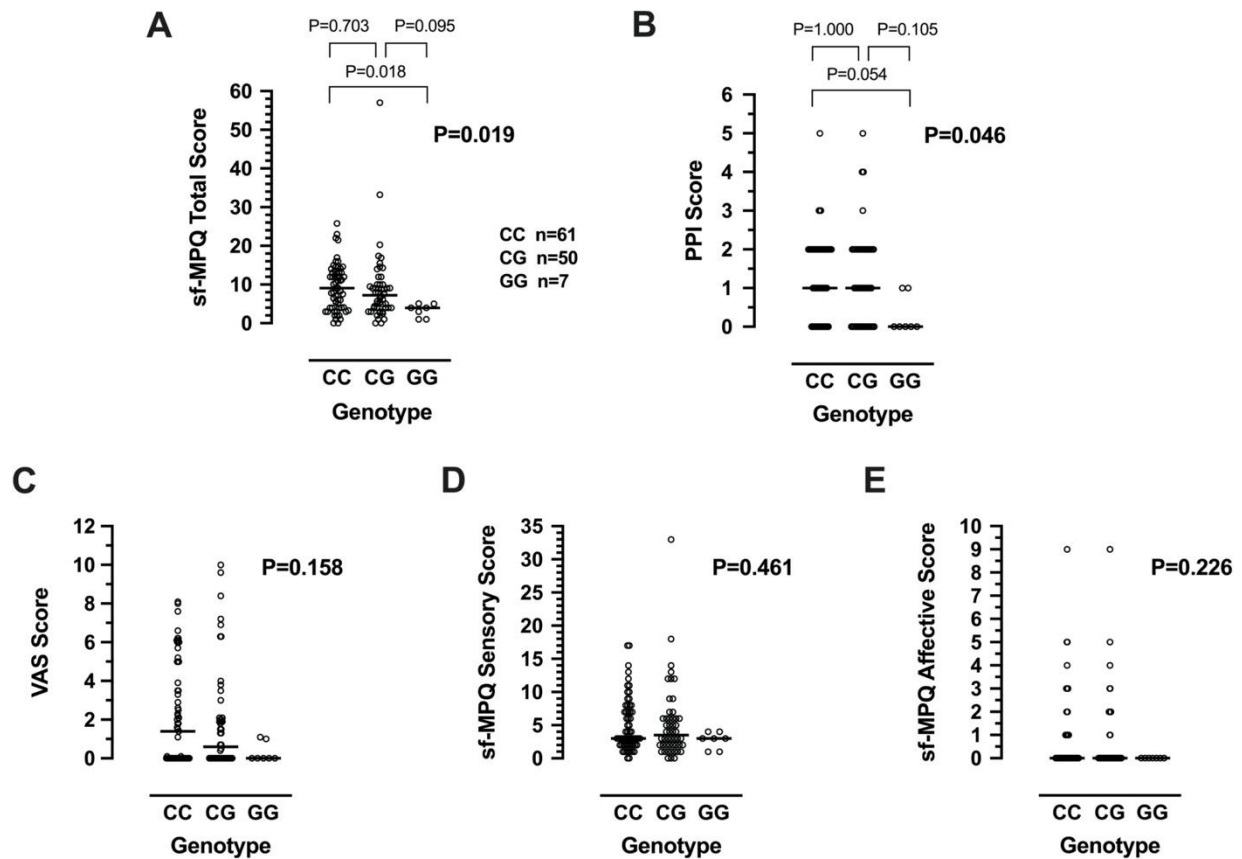 A
P=0.703
P=0.095
P=0.018
60
50
40
30
20
10
0
sf-MPQ Total Score
P=0.019
CC n=61
CG n=50
GG n=7
CC CG GG
Genotype
B
P=1.000
P=0.105
P=0.054
6
5
4
3
2
1
0
PPI Score
P=0.046
CC CG GG
Genotype
C
12
10
8
6
4
2
0
VAS Score
P=0.158
CC CG GG
Genotype
D
35
30
25
20
15
10
5
0
sf-MPQ Sensory Score
P=0.461
CC CG GG
Genotype
E
10
9
8
7
6
5
4
3
2
1
0
sf-MPQ Affective Score
P=0.226
CC CG GG
Genotype